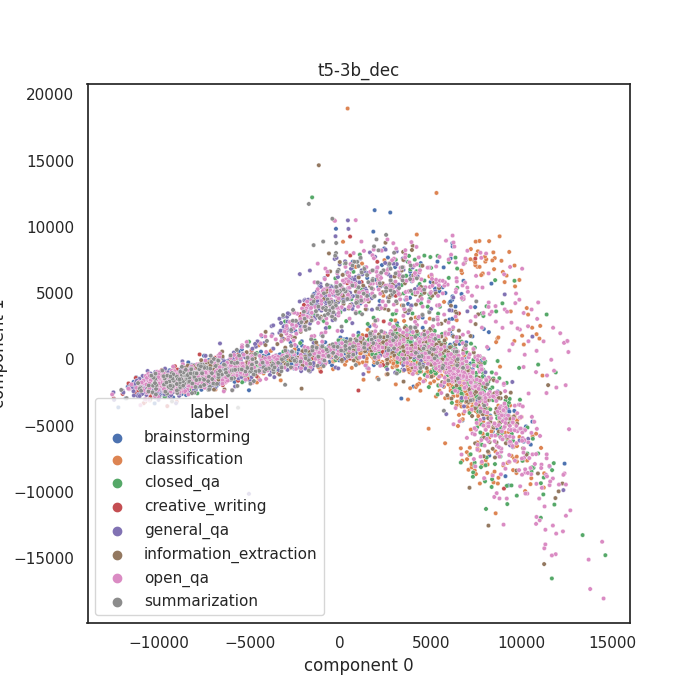 t5-3b_dec
20000
15000
10000
5000
0
−5000
−10000
−15000
component 1
label
brainstorming
classification
closed_qa
creative_writing
general_qa
information_extraction
open_qa
summarization
−10000 −5000 0 5000 10000 15000
component 0